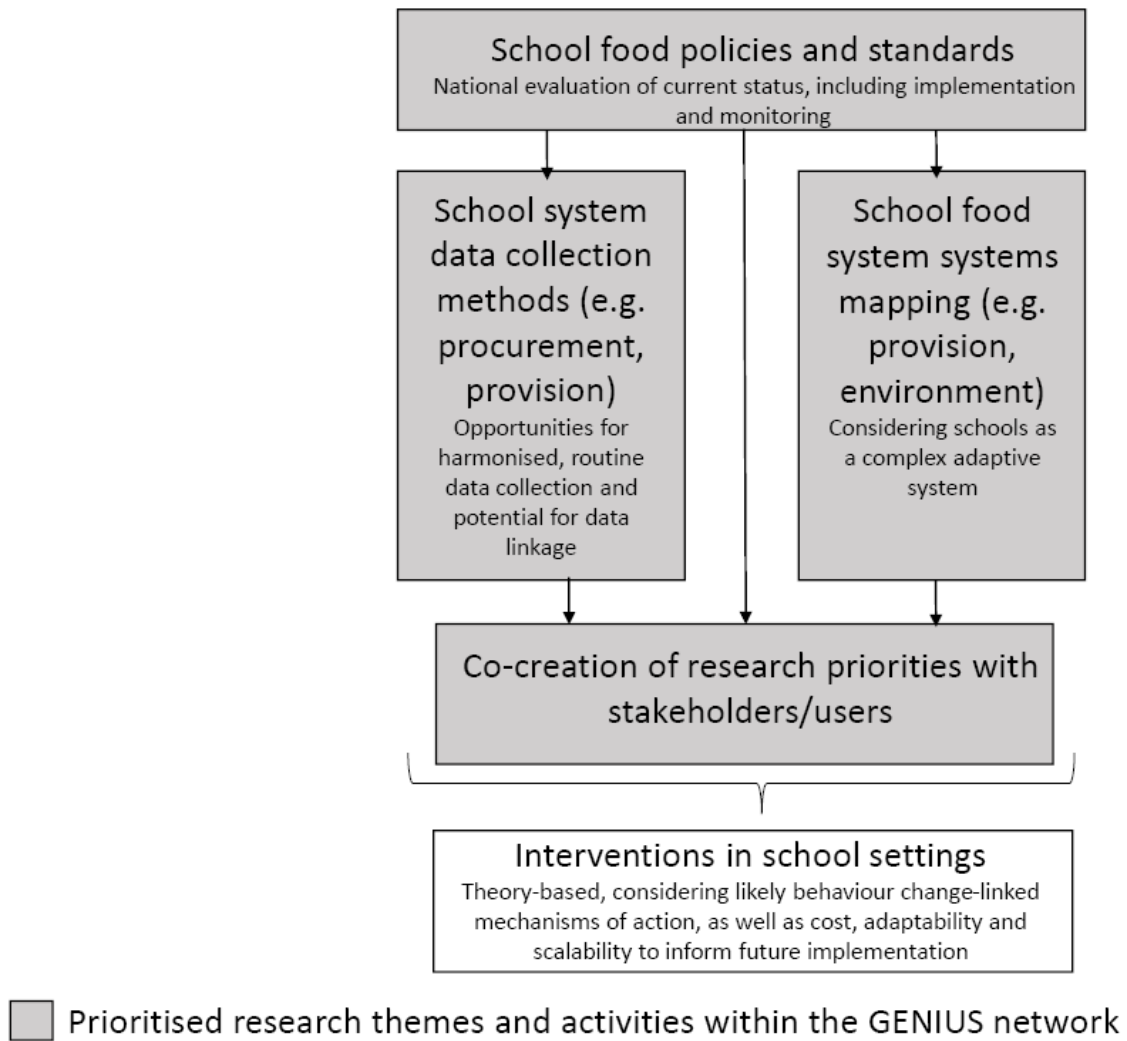 School food policies and standards
National evaluation of current status, including implementation
and monitoring
School system
data collection
methods (e.g.
procurement,
provision)
Opportunities for
harmonised, routine
data collection and
potential for data
linkage
School food
system systems
mapping (e.g.
provision,
environment)
Considering schools as
a complex adaptive
system
Co-creation of research priorities with
stakeholders/users
Interventions in school settings
Theory-based, considering likely behaviour change-linked
mechanisms of action, as well as cost, adaptability and
scalability to inform future implementation
Prioritised research themes and activities within the GENIUS network